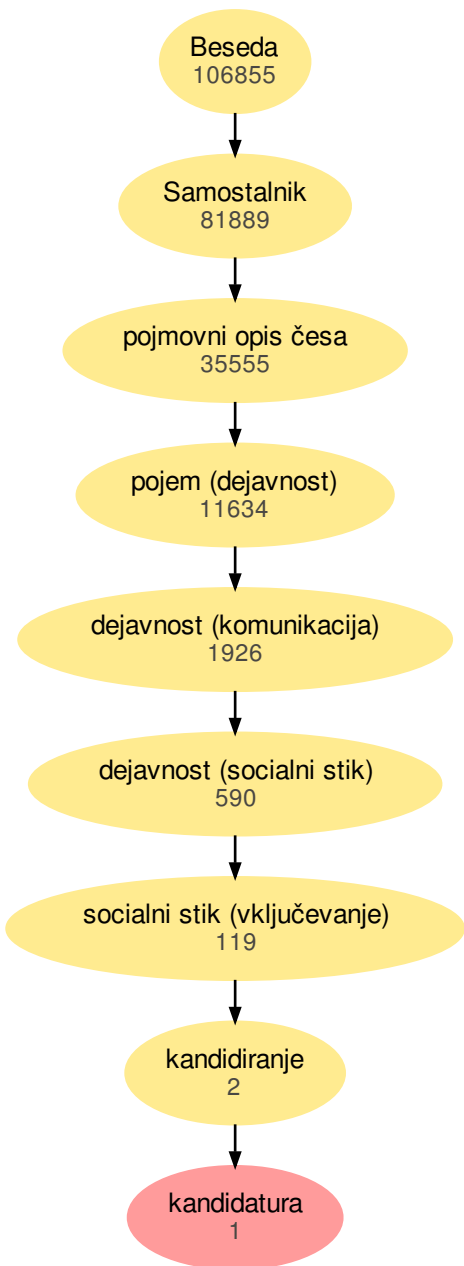 Beseda
106855
Samostalnik
81889
pojmovni opis česa
35555
pojem (dejavnost)
11634
dejavnost (komunikacija)
1926
dejavnost (socialni stik)
590
socialni stik (vključevanje)
119
kandidiranje
2
kandidatura
1